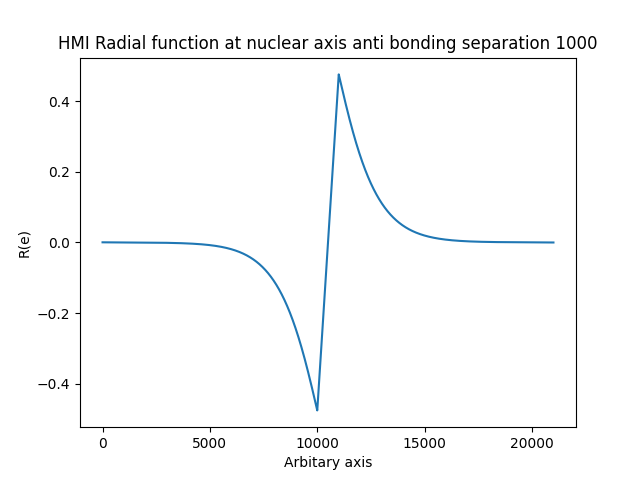 HMI Radial function at nuclear axis anti bonding separation 1000
0.4
0.2
0.0
−0.2
−0.4
R(e)
0 5000 10000 15000 20000
Arbitary axis